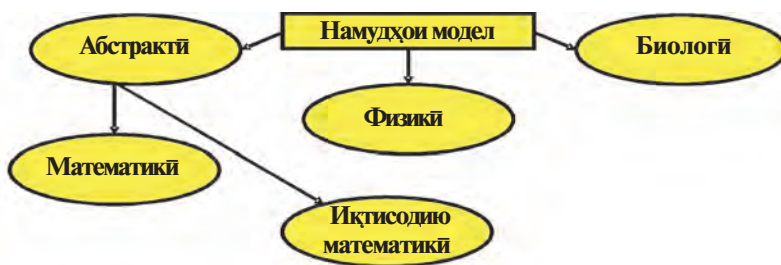 Намудҳои модел
Абстрактӣ
Биологӣ
Физикӣ
Математикӣ
Иқтисодию
математикӣ